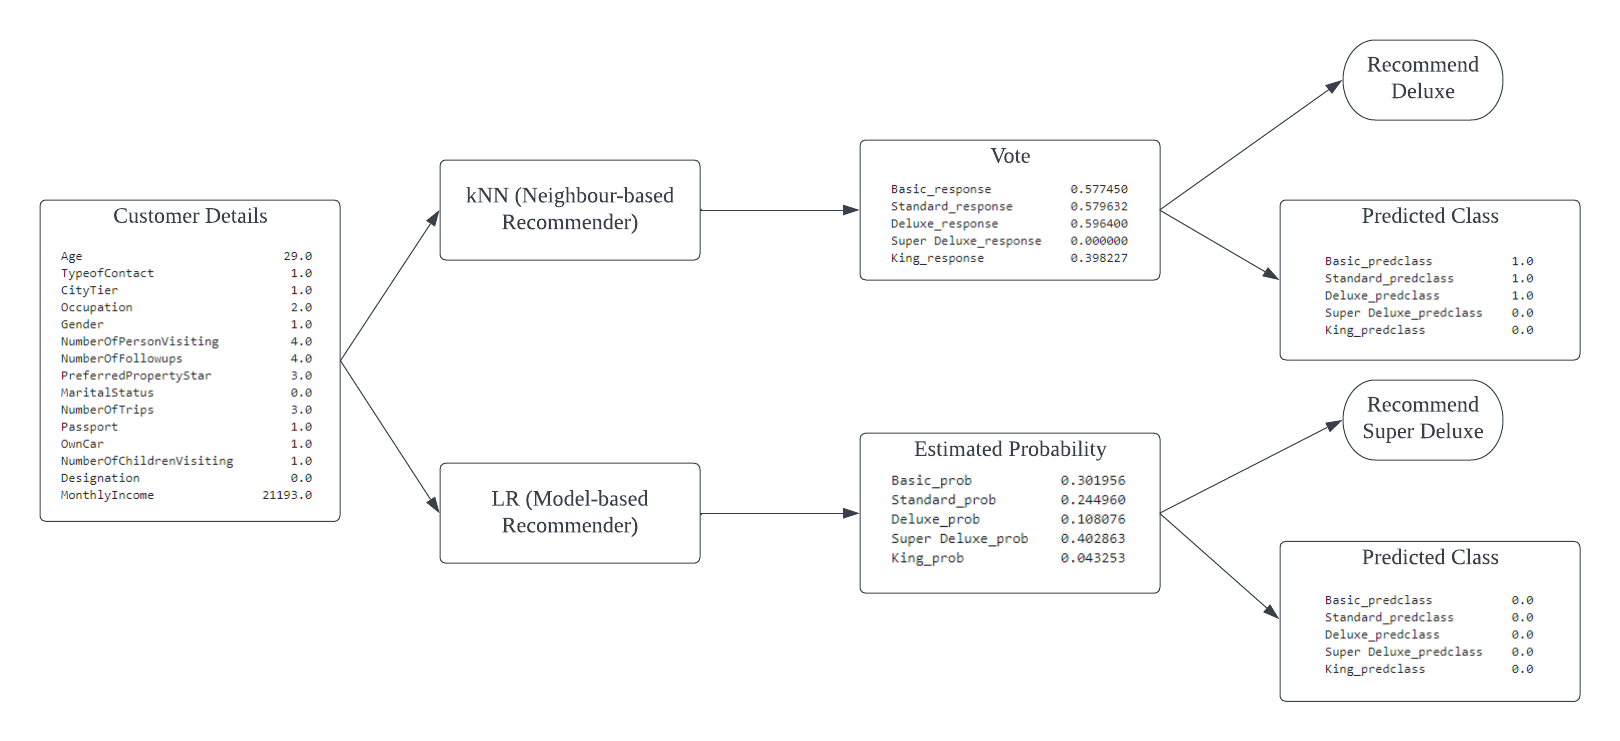 Customer Details
Age 29.0
TypeofContact 1.0
CityTier 1.0
Occupation 2.0
Gender 1.0
NumberOfPersonVisiting 4.0
NumberOfFollowups 4.0
PreferredPropertyStar 3.0
MaritalStatus 0.0
NumberOfTrips 3.0
Passport 1.0
OwnCar 1.0
NumberOfChildrenVisiting 1.0
Designation 0.0
MonthlyIncome 21193.0
kNN (Neighbour-based
Recommender)
LR (Model-based
Recommender)
Vote
Basic_response 0.577450
Standard_response 0.579632
Deluxe_response 0.596400
Super Deluxe_response 0.000000
King_response 0.398227
Estimated Probability
Basic_prob 0.301956
Standard_prob 0.244960
Deluxe_prob 0.108076
Super Deluxe_prob 0.402863
King_prob 0.043253
Recommend
Deluxe
Predicted Class
Basic_predclass 1.0
Standard_predclass 1.0
Deluxe_predclass 1.0
Super Deluxe_predclass 0.0
King_predclass 0.0
Recommend
Super Deluxe
Predicted Class
Basic_predclass 0.0
Standard_predclass 0.0
Deluxe_predclass 0.0
Super Deluxe_predclass 0.0
King_predclass 0.0